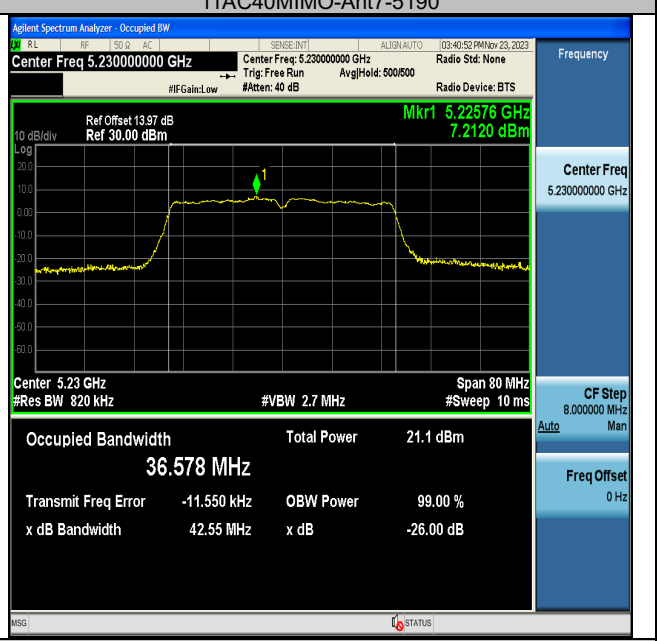 11AC40MIMO-Ant7-5190
Agilent Spectrum Analyzer - Occupied BW
LXI RL RF 50 Ω AC SENSE:INT ALIGN AUTO 03:40:52 PM Nov 23, 2023
Center Freq 5.230000000 GHz
Center Freq: 5.230000000 GHz Radio Std: None
Trig: Free Run Avg|Hold: 500/500
#IFGain:Low #Atten: 40 dB Radio Device: BTS
Frequency
Mkr1 5.22576 GHz
7.2120 dBm
Ref Offset 13.97 dB
10 dB/div Ref 30.00 dBm
Log
20.0
10.0
0.00
-10.0
-20.0
-30.0
-40.0
-50.0
-60.0
1
Center Freq
5.230000000 GHz
Center 5.23 GHz Span 80 MHz
#Res BW 820 kHz #VBW 2.7 MHz #Sweep 10 ms
CF Step
8.000000 MHz
Auto Man
Occupied Bandwidth Total Power 21.1 dBm
36.578 MHz
Transmit Freq Error -11.550 kHz OBW Power 99.00 %
x dB Bandwidth 42.55 MHz x dB -26.00 dB
Freq Offset
0 Hz
MSG STATUS